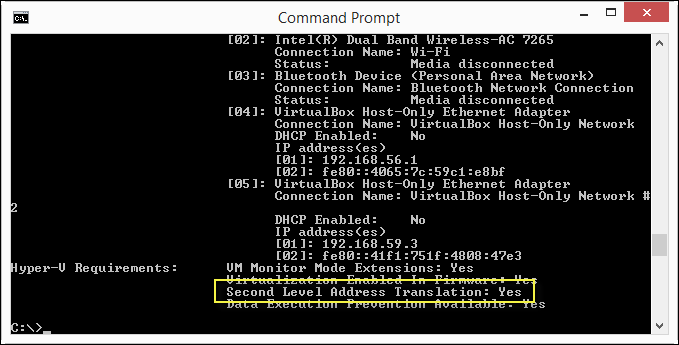 Command Prompt
[02]: Intel(R) Dual Band Wireless-AC 7265
Connection Name: Wi-Fi
Status: Media disconnected
[03]: Bluetooth Device (Personal Area Network)
Connection Name: Bluetooth Network Connection
Status: Media disconnected
[04]: VirtualBox Host-Only Ethernet Adapter
Connection Name: VirtualBox Host-Only Network
DHCP Enabled: No
IP address(es)
[01]: 192.168.56.1
[02]: fe80::4065:7c:59c1:e8bf
[05]: VirtualBox Host-Only Ethernet Adapter
Connection Name: VirtualBox Host-Only Network #
2
DHCP Enabled: No
IP address(es)
[01]: 192.168.59.3
[02]: fe80::41f1:751f:4808:47e3
Hyper-V Requirements: VM Monitor Mode Extensions: Yes
Virtualization Enabled In Firmware: Yes
Second Level Address Translation: Yes
Data Execution Prevention Available: Yes
C:\>_